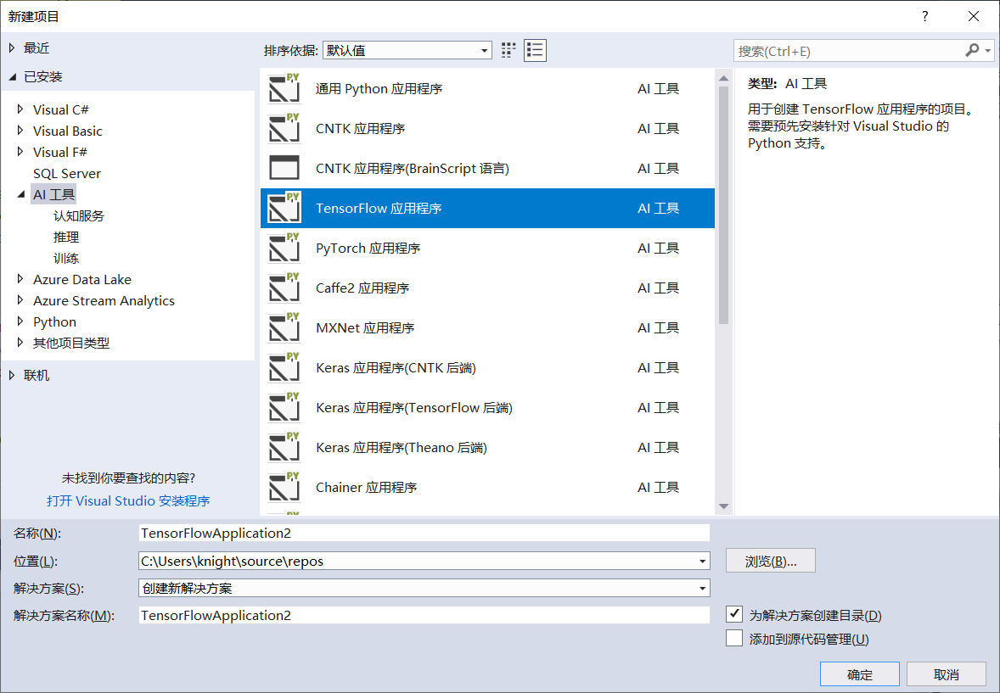 新建项目
?
最近
已安装
Visual C#
Visual Basic
Visual F#
SQL Server
AI 工具
认知服务
推理
训练
Azure Data Lake
Azure Stream Analytics
Python
其他项目类型
联机
未找到你要查找的内容?
打开 Visual Studio 安装程序
排序依据: 默认值
PY 通用 Python 应用程序 AI 工具
PY CNTK 应用程序 AI 工具
CNTK 应用程序(BrainScript 语言) AI 工具
PY TensorFlow 应用程序 AI 工具
PY PyTorch 应用程序 AI 工具
PY Caffe2 应用程序 AI 工具
PY MXNet 应用程序 AI 工具
PY Keras 应用程序(CNTK 后端) AI 工具
PY Keras 应用程序(TensorFlow 后端) AI 工具
PY Keras 应用程序(Theano 后端) AI 工具
PY Chainer 应用程序 AI 工具
搜索(Ctrl+E)
类型: AI 工具
用于创建 TensorFlow 应用程序的项目。
需要预先安装针对 Visual Studio 的
Python 支持。
名称(N): TensorFlowApplication2
位置(L): C:\Users\knight\source\repos 浏览(B)...
解决方案(S): 创建新解决方案
解决方案名称(M): TensorFlowApplication2
为解决方案创建目录(D)
添加到源代码管理(U)
确定 取消